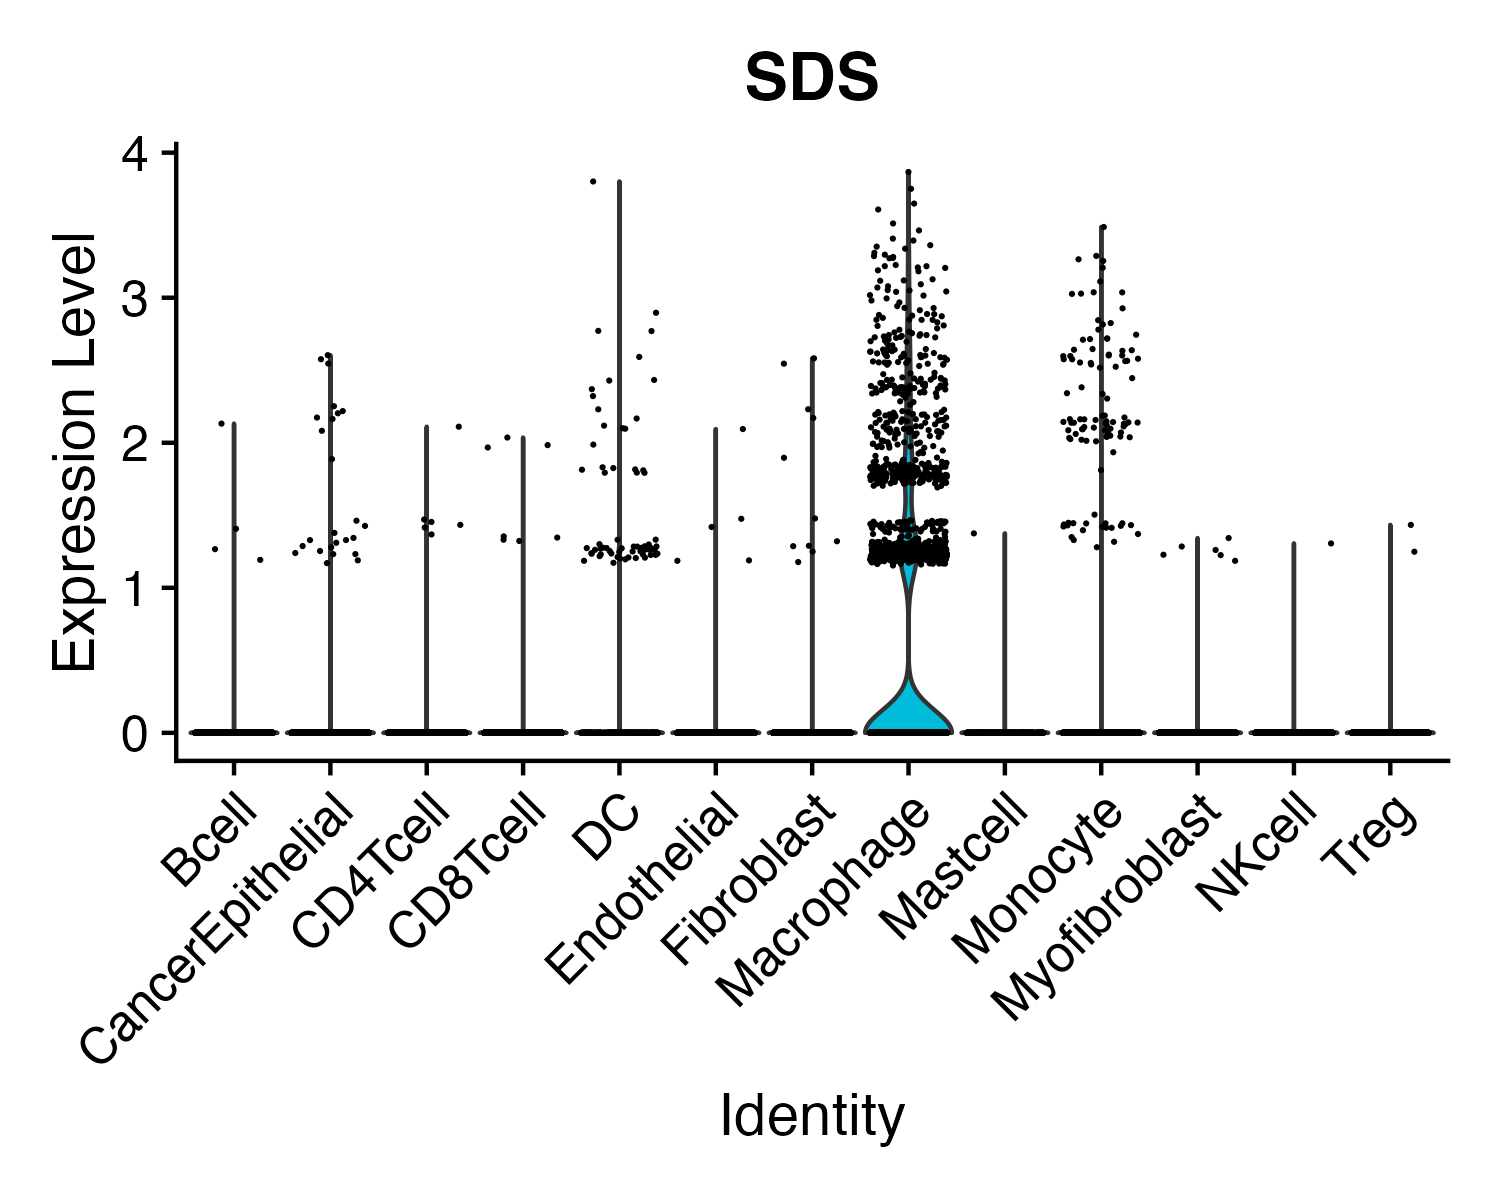 SDS
Expression Level
4
3
2
1
0
Bcell
CancerEpithelial
CD4Tcell
CD8Tcell
DC
Endothelial
Fibroblast
Macrophage
Mastcell
Monocyte
Myofibroblast
NKcell
Treg
Identity